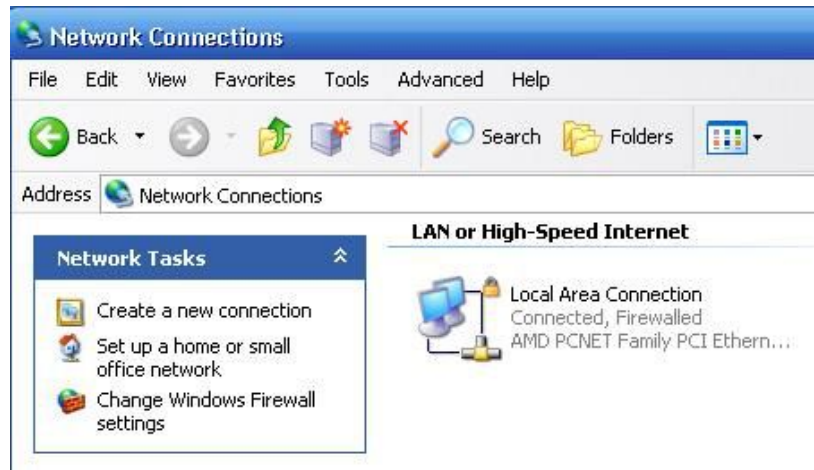 Network Connections
File Edit View Favorites Tools Advanced Help
Back Search Folders
Address Network Connections
Network Tasks
Create a new connection
Set up a home or small
office network
Change Windows Firewall
settings
LAN or High-Speed Internet
Local Area Connection
Connected, Firewalled
AMD PCNET Family PCI Ethern...